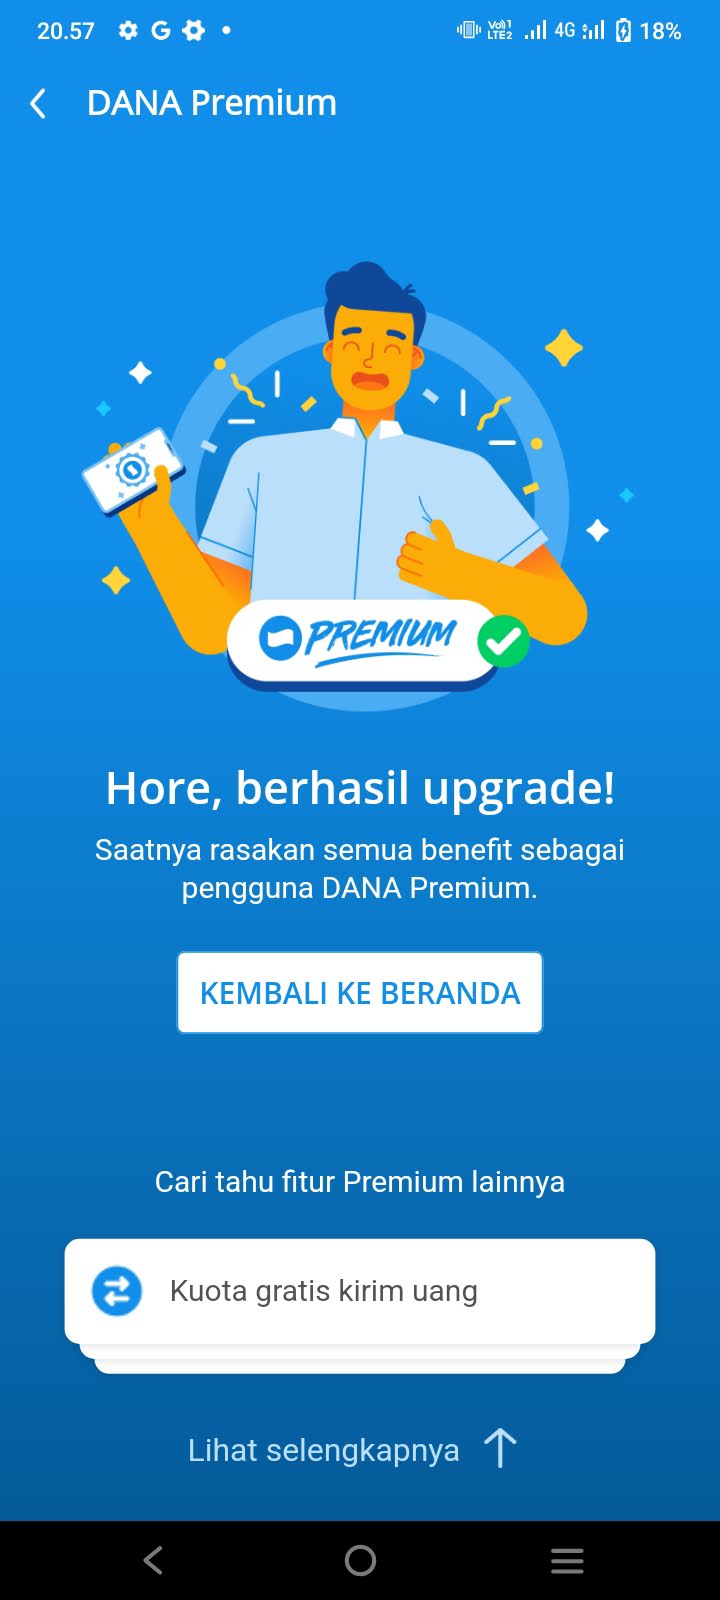 20.57
G
Vo) 1
LTE2
4G
18%
DANA Premium
PREMIUM
Hore, berhasil upgrade!
Saatnya rasakan semua benefit sebagai
pengguna DANA Premium.
KEMBALI KE BERANDA
Cari tahu fitur Premium lainnya
Kuota gratis kirim uang
Lihat selengkapnya